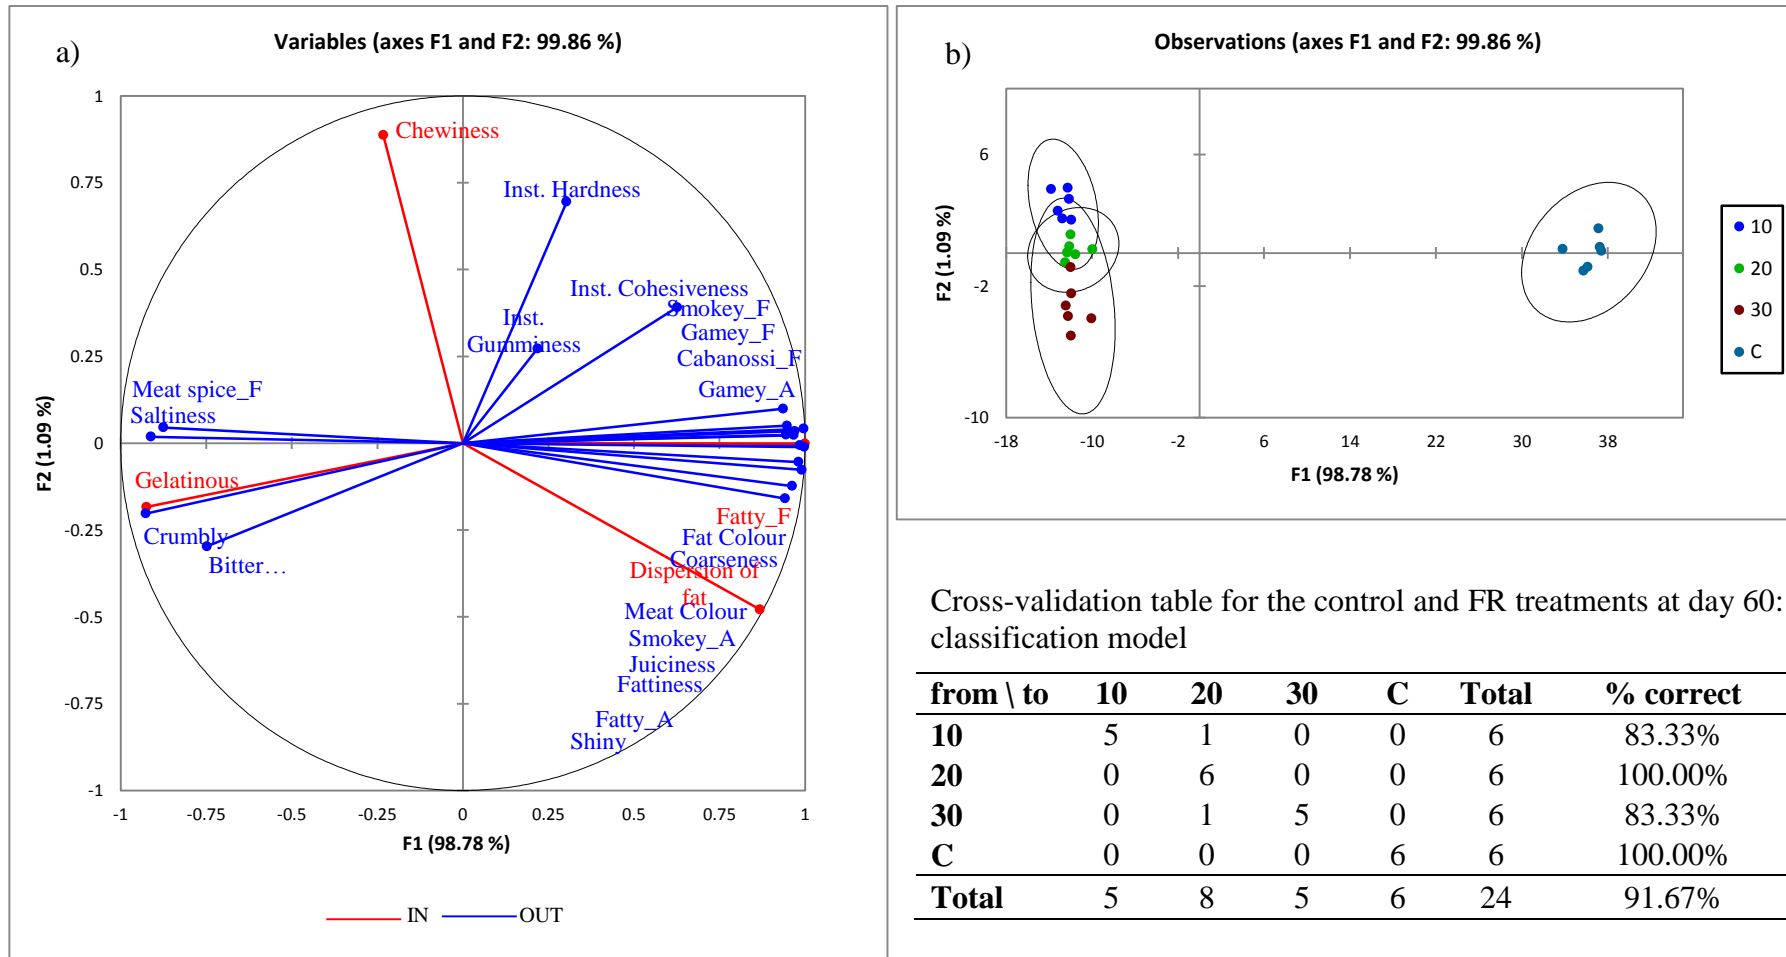 a)
Variables (axes F1 and F2: 99.86 %)
1
Chewiness
0.75
Inst. Hardness
0.5
Inst. Cohesiveness
Smokey_F
Inst.
Gumminess
Gamey_F
Cabanossi_F
0.25
Meat spice_F
Gamey_A
Saltiness
0
Gelatinous
-0.25
Crumbly
Bitter…
Fatty_F
Fat Colour
Coarseness
Dispersion of
fat
-0.5
Meat Colour
Smokey_A
Juiciness
Fattiness
-0.75
Fatty_A
Shiny
-1
F2 (1.09 %)
-1 -0.75 -0.5 -0.25 0 0.25 0.5 0.75 1
F1 (98.78 %)
IN OUT
b)
Observations (axes F1 and F2: 99.86 %)
6
-2
-10
F2 (1.09 %)
-18 -10 -2 6 14 22 30 38
F1 (98.78 %)
10
20
30
C
Cross-validation table for the control and FR treatments at day 60:
classification model
from \ to 10 20 30 C Total % correct
10 5 1 0 0 6 83.33%
20 0 6 0 0 6 100.00%
30 0 1 5 0 6 83.33%
C 0 0 0 6 6 100.00%
Total 5 8 5 6 24 91.67%